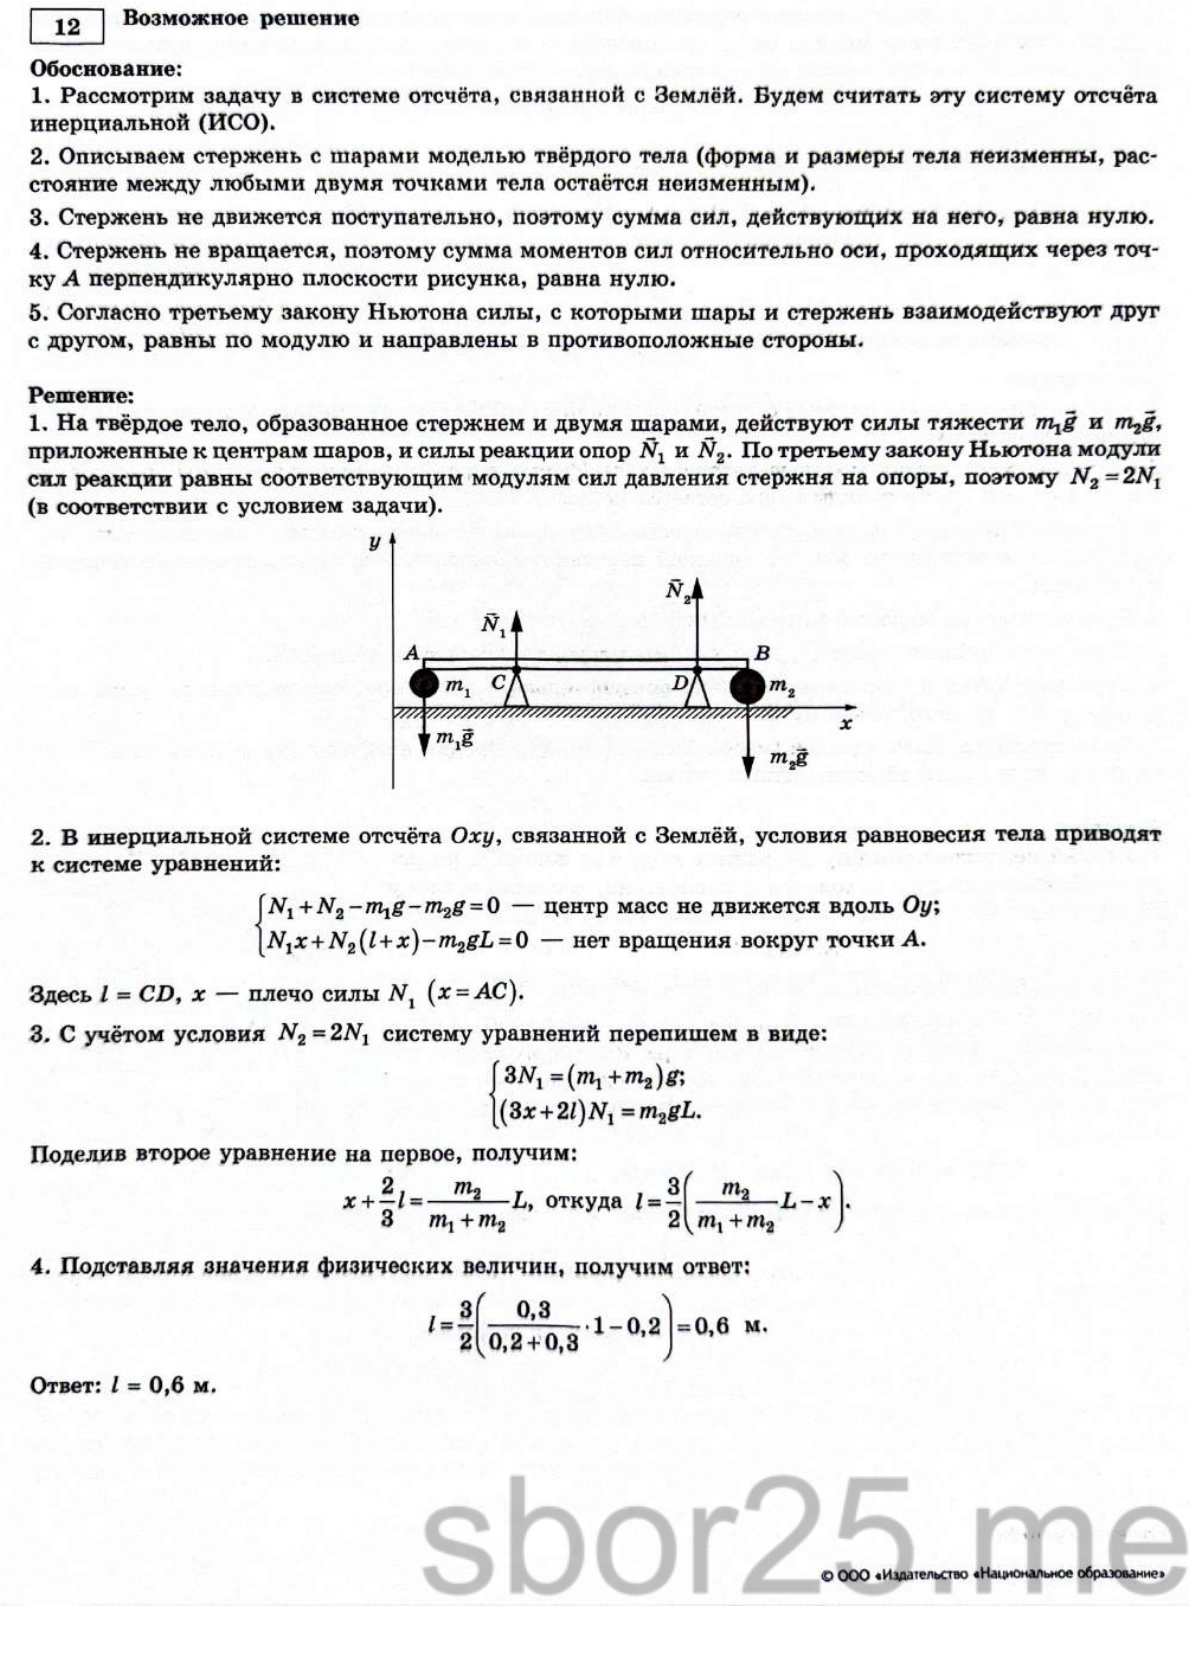 12 Возможное решение
Обоснование:
1. Рассмотрим задачу в системе отсчёта, связанной с Землёй. Будем считать эту систему отсчёта
инерциальной (ИСО).
2. Описываем стержень с шарами моделью твёрдого тела (форма и размеры тела неизменны, рас-
стояние между любыми двумя точками тела остаётся неизменным).
3. Стержень не движется поступательно, поэтому сумма сил, действующих на него, равна нулю.
4. Стержень не вращается, поэтому сумма моментов сил относительно оси, проходящих через точ-
ку A перпендикулярно плоскости рисунка, равна нулю.
5. Согласно третьему закону Ньютона силы, с которыми шары и стержень взаимодействуют друг
с другом, равны по модулю и направлены в противоположные стороны.
Решение:
1. На твёрдое тело, образованное стержнем и двумя шарами, действуют силы тяжести m₁g⃗ и m₂g⃗,
приложенные к центрам шаров, и силы реакции опор N⃗₁ и N⃗₂. По третьему закону Ньютона модули
сил реакции равны соответствующим модулям сил давления стержня на опоры, поэтому N₂ = 2N₁
(в соответствии с условием задачи).
y
N⃗₂
N⃗₁
A B
m₁ C D m₂
x
m₁g⃗
m₂g⃗
2. В инерциальной системе отсчёта Oxy, связанной с Землёй, условия равновесия тела приводят
к системе уравнений:
{N₁ + N₂ − m₁g − m₂g = 0 — центр масс не движется вдоль Oy;
N₁x + N₂(l + x) − m₂gL = 0 — нет вращения вокруг точки A.
Здесь l = CD, x — плечо силы N₁ (x = AC).
3. С учётом условия N₂ = 2N₁ систему уравнений перепишем в виде:
{3N₁ = (m₁ + m₂)g;
(3x + 2l)N₁ = m₂gL.
Поделив второе уравнение на первое, получим:
x + 2/3 l = m₂/(m₁ + m₂) L, откуда l = 3/2 (m₂/(m₁ + m₂) L − x).
4. Подставляя значения физических величин, получим ответ:
l = 3/2 (0,3/(0,2 + 0,3) · 1 − 0,2) = 0,6 м.
Ответ: l = 0,6 м.
sbor25.me
© ООО «Издательство «Национальное образование»